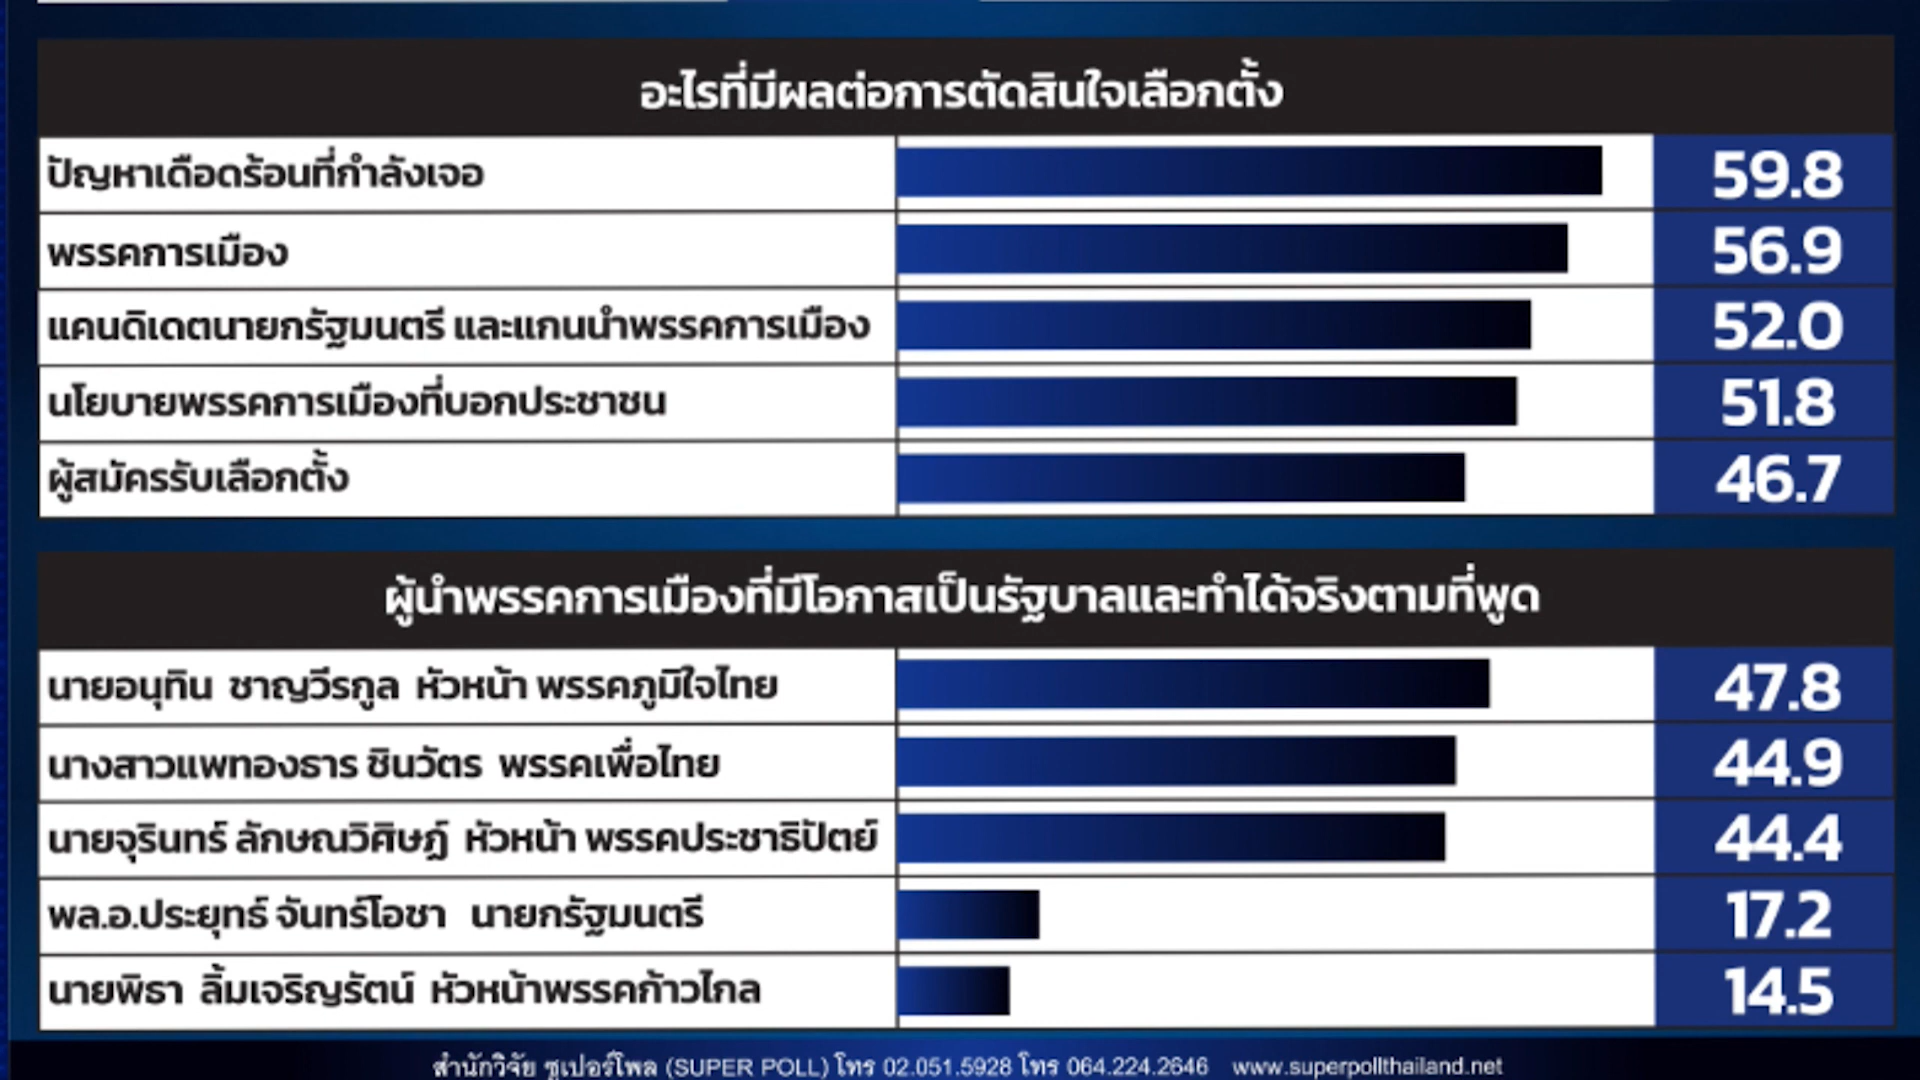 อะไรที่มีผลต่อการตัดสินใจเลือกตั้ง
ปัญหาเดือดร้อนที่กำลังเจอ 59.8
พรรคการเมือง 56.9
แคนดิเดตนายกรัฐมนตรี และแกนนำพรรคการเมือง 52.0
นโยบายพรรคการเมืองที่บอกประชาชน 51.8
ผู้สมัครรับเลือกตั้ง 46.7
ผู้นำพรรคการเมืองที่มีโอกาสเป็นรัฐบาลและทำได้จริงตามที่พูด
นายอนุทิน ชาญวีรกูล หัวหน้า พรรคภูมิใจไทย 47.8
นางสาวแพทองธาร ชินวัตร พรรคเพื่อไทย 44.9
นายจุรินทร์ ลักษณวิศิษฏ์ หัวหน้า พรรคประชาธิปัตย์ 44.4
พล.อ.ประยุทธ์ จันทร์โอชา นายกรัฐมนตรี 17.2
นายพิธา ลิ้มเจริญรัตน์ หัวหน้าพรรคก้าวไกล 14.5
สำนักวิจัย ซูเปอร์โพล (SUPER POLL) โทร 02.051.5928 โทร 064.224.2646 www.superpollthailand.net